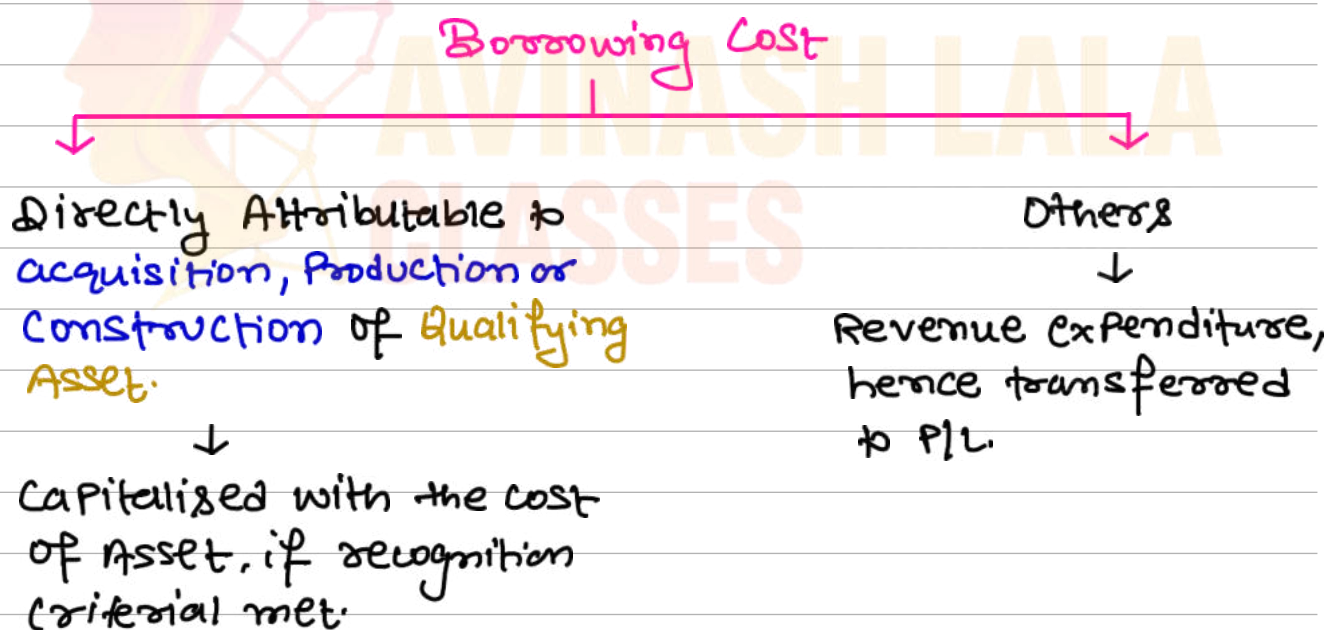 Borrowing Cost
AVINASH LALA
CLASSES
Directly Attributable to
acquisition, Production or
Construction of Qualifying
Asset.
↓
Capitalised with the cost
of Asset, if recognition
Criterial met.
Others
↓
Revenue expenditure,
hence transferred
to P/L.